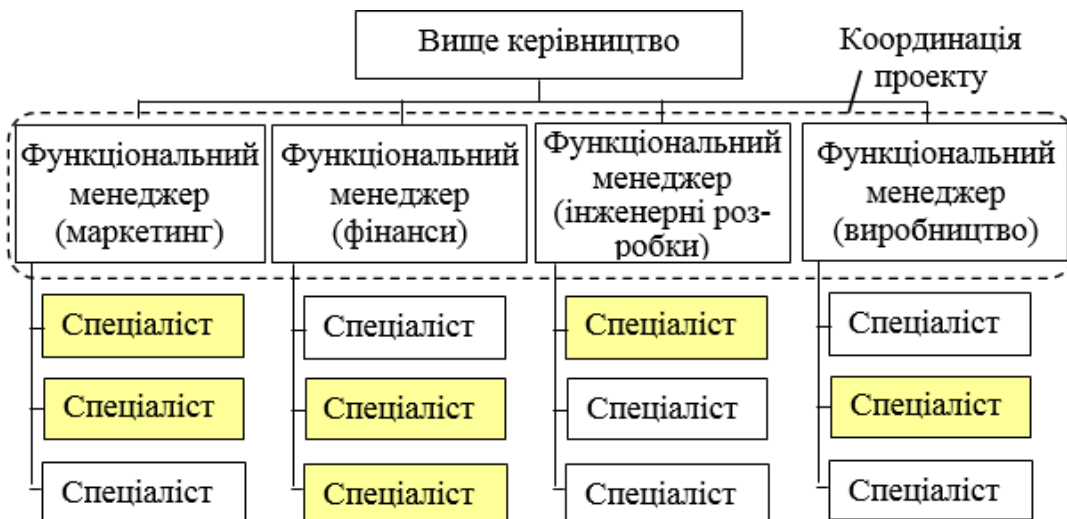 Вище керівництво
Координація
проекту
Функціональний
менеджер
(маркетинг)
Функціональний
менеджер
(фінанси)
Функціональний
менеджер
(інженерні роз-
робки)
Функціональний
менеджер
(виробництво)
Спеціаліст
Спеціаліст
Спеціаліст
Спеціаліст
Спеціаліст
Спеціаліст
Спеціаліст
Спеціаліст
Спеціаліст
Спеціаліст
Спеціаліст
Спеціаліст